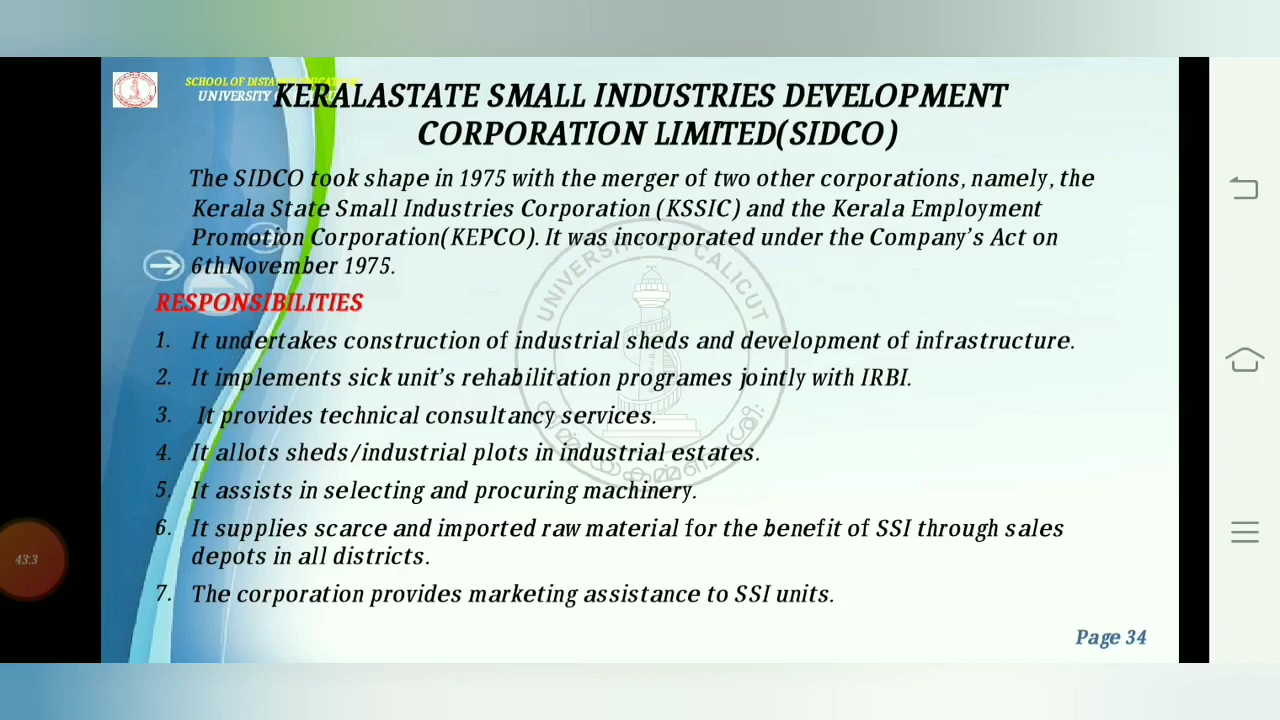 SCHOOL OF DISTANCE EDUCATION
UNIVERSITY
KERALASTATE SMALL INDUSTRIES DEVELOPMENT
CORPORATION LIMITED(SIDCO)
The SIDCO took shape in 1975 with the merger of two other corporations, namely, the
Kerala State Small Industries Corporation (KSSIC) and the Kerala Employment
Promotion Corporation(KEPCO). It was incorporated under the Company's Act on
6thNovember 1975.
RESPONSIBILITIES
1. It undertakes construction of industrial sheds and development of infrastructure.
2. It implements sick unit's rehabilitation programes jointly with IRBI.
3. It provides technical consultancy services.
4. It allots sheds/industrial plots in industrial estates.
5. It assists in selecting and procuring machinery.
6. It supplies scarce and imported raw material for the benefit of SSI through sales
depots in all districts.
7. The corporation provides marketing assistance to SSI units.
UNIVERSITY OF CALICUT
43:3
Page 34